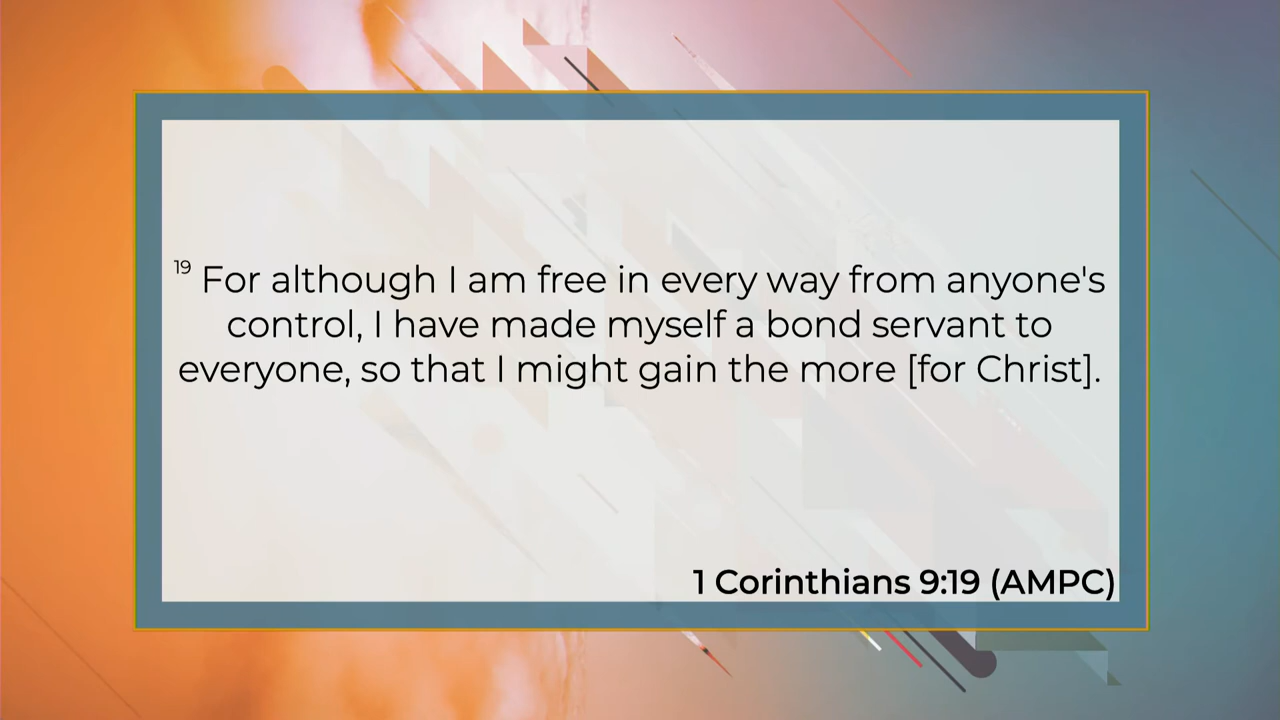 19 For although I am free in every way from anyone's
control, I have made myself a bond servant to
everyone, so that I might gain the more [for Christ].
1 Corinthians 9:19 (AMPC)